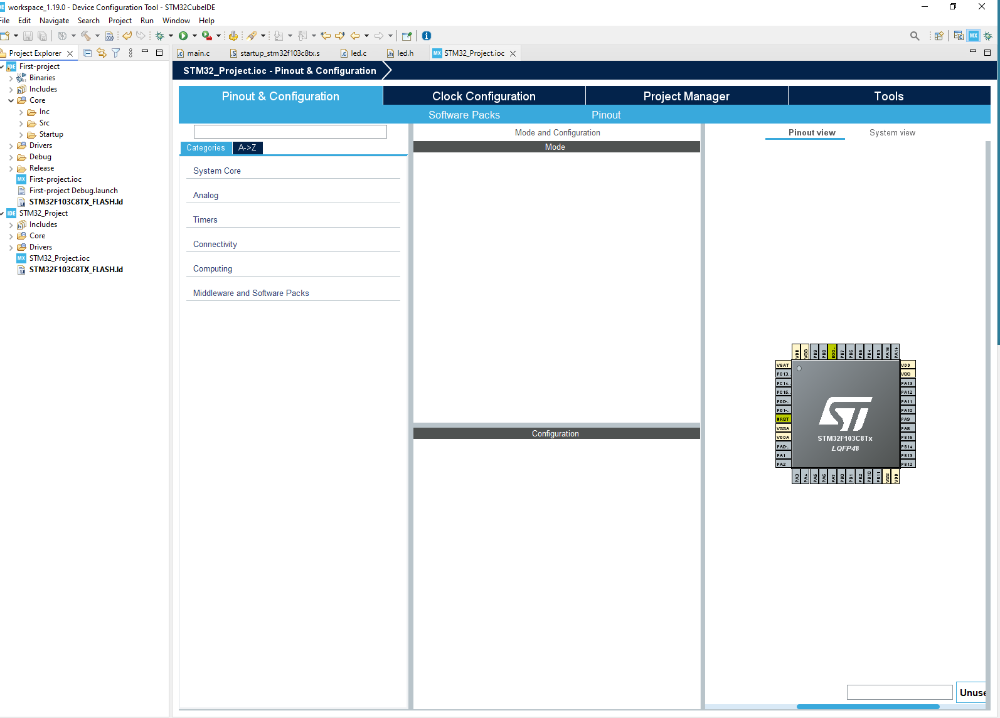 workspace_1.19.0 - Device Configuration Tool - STM32CubeIDE
File Edit Navigate Search Project Run Window Help
Project Explorer
main.c startup_stm32f103c8tx.s led.c led.h STM32_Project.ioc
First-project
Binaries
Includes
Core
Inc
Src
Startup
Drivers
Debug
Release
First-project.ioc
First-project Debug.launch
STM32F103C8TX_FLASH.ld
STM32_Project
Includes
Core
Drivers
STM32_Project.ioc
STM32F103C8TX_FLASH.ld
STM32_Project.ioc - Pinout & Configuration
Pinout & Configuration Clock Configuration Project Manager Tools
Software Packs Pinout
Categories A->Z
System Core
Analog
Timers
Connectivity
Computing
Middleware and Software Packs
Mode and Configuration
Mode
Configuration
Pinout view System view
VDD VSS PB9 PB8 BOO.. PB7 PB6 PB5 PB4 PB3 PA15 PA14
VBAT
PC13..
PC14..
PC15..
PD0-..
PD1-..
NRST
VSSA
VDDA
PA0-..
PA1
PA2
ST
STM32F103C8Tx
LQFP48
VDD
VSS
PA13
PA12
PA11
PA10
PA9
PA8
PB15
PB14
PB13
PB12
PA3 PA4 PA5 PA6 PA7 PB0 PB1 PB2 PB10 PB11 VSS VDD
Unuse